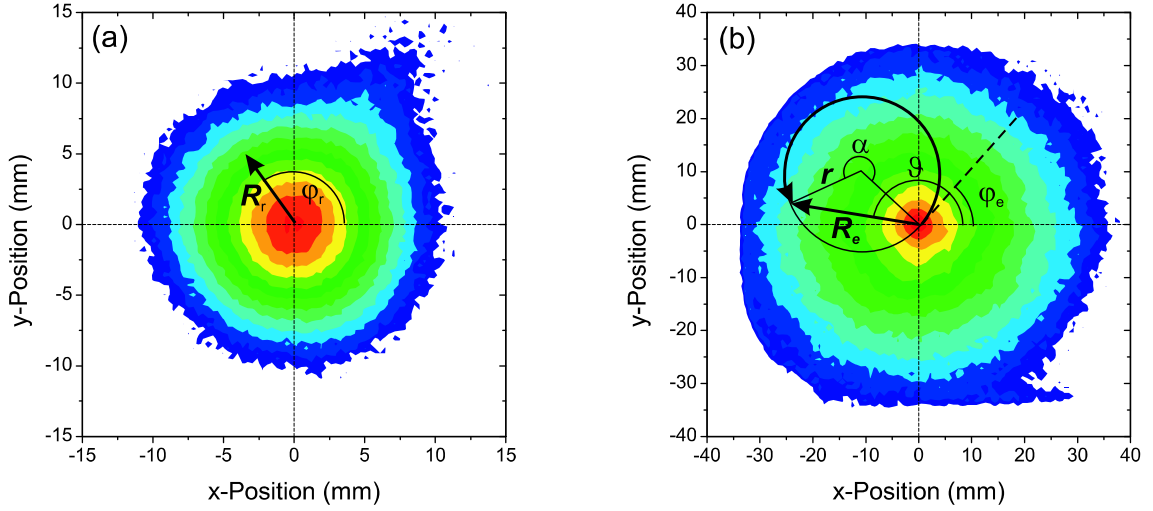 (a)
15
10
5
0
-5
-10
-15
-15 -10 -5 0 5 10 15
x-Position (mm)
y-Position (mm)
R_r
φ_r
(b)
40
30
20
10
0
-10
-20
-30
-40
-40 -30 -20 -10 0 10 20 30 40
x-Position (mm)
y-Position (mm)
α
r
ϑ
φ_e
R_e